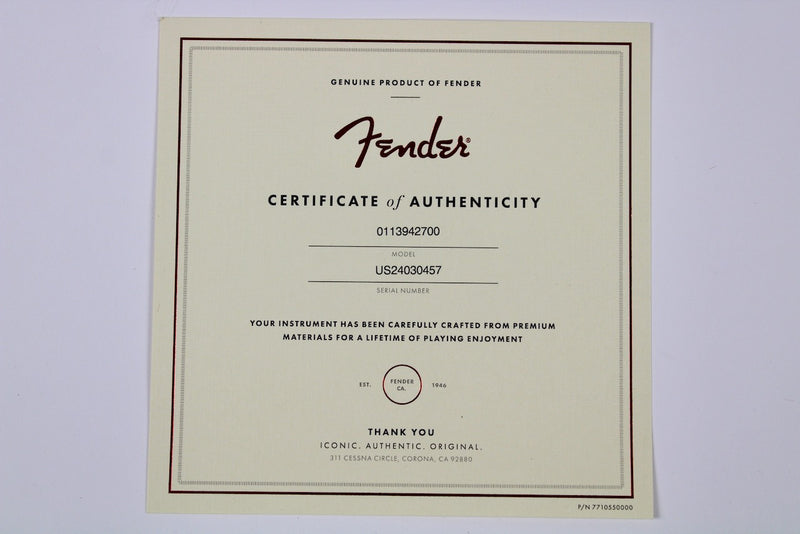 GENUINE PRODUCT OF FENDER
Fender®
CERTIFICATE of AUTHENTICITY
0113942700
MODEL
US24030457
SERIAL NUMBER
YOUR INSTRUMENT HAS BEEN CAREFULLY CRAFTED FROM PREMIUM
MATERIALS FOR A LIFETIME OF PLAYING ENJOYMENT
EST. FENDER CA. 1946
THANK YOU
ICONIC. AUTHENTIC. ORIGINAL.
311 CESSNA CIRCLE, CORONA, CA 92880
P/N 7710550000